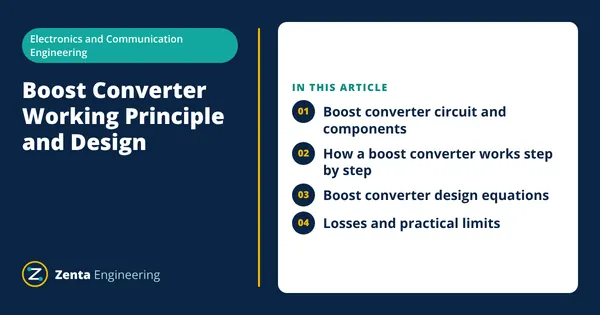 Electronics and Communication
Engineering
Boost Converter
Working Principle
and Design
Zenta Engineering
IN THIS ARTICLE
01 Boost converter circuit and
components
02 How a boost converter works step
by step
03 Boost converter design equations
04 Losses and practical limits